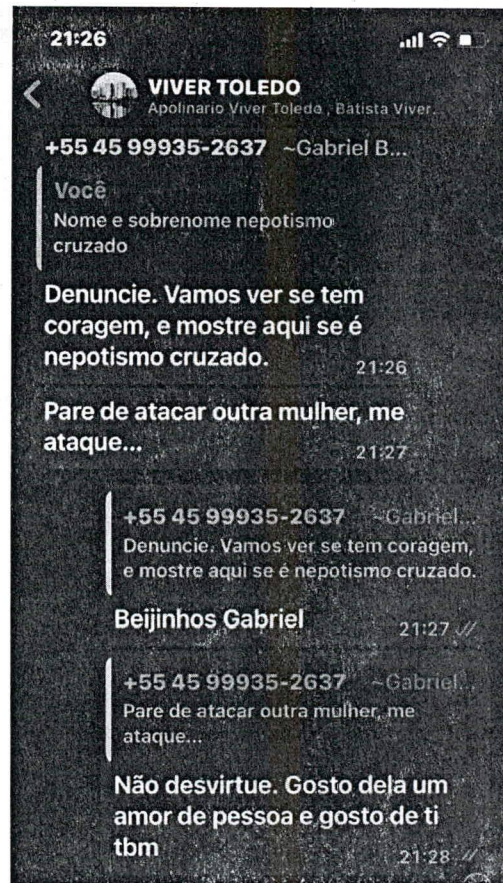 21:26
VIVER TOLEDO
Apolinario Viver Toledo , Batista Viver...
+55 45 99935-2637 ~Gabriel B...
Você
Nome e sobrenome nepotismo
cruzado
Denuncie. Vamos ver se tem
coragem, e mostre aqui se é
nepotismo cruzado.
21:26
Pare de atacar outra mulher, me
ataque...
21:27
+55 45 99935-2637 ~Gabriel...
Denuncie. Vamos ver se tem coragem,
e mostre aqui se é nepotismo cruzado.
Beijinhos Gabriel
21:27
+55 45 99935-2637 ~Gabriel...
Pare de atacar outra mulher, me
ataque...
Não desvirtue. Gosto dela um
amor de pessoa e gosto de ti
tbm
21:28